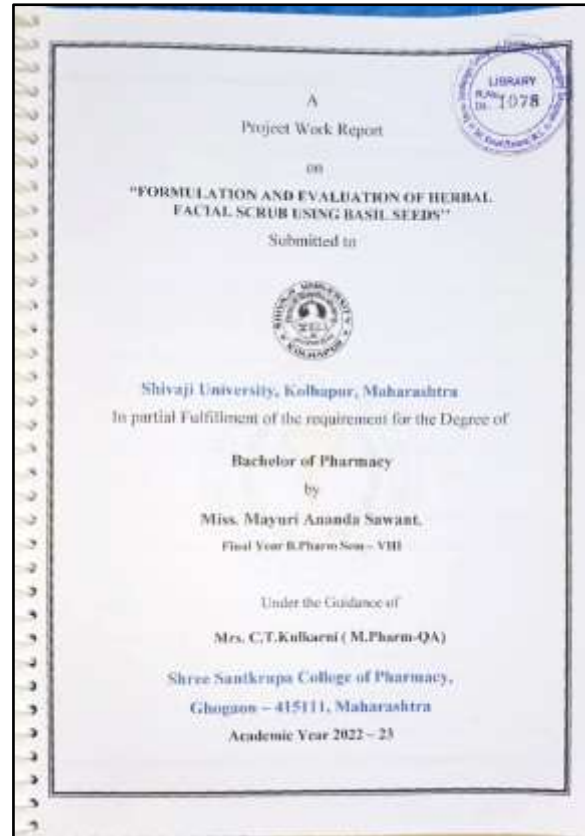 LIBRARY
1078
A
Project Work Report
on
"FORMULATION AND EVALUATION OF HERBAL
FACIAL SCRUB USING BASIL SEEDS"
Submitted to
SHIVAJI UNIVERSITY
KOLHAPUR
Shivaji University, Kolhapur, Maharashtra
In partial Fulfillment of the requirement for the Degree of
Bachelor of Pharmacy
by
Miss. Mayuri Ananda Sawant.
Final Year B.Pharm Sem – VIII
Under the Guidance of
Mrs. C.T.Kulkarni ( M.Pharm-QA)
Shree Santkrupa College of Pharmacy,
Ghogaon – 415111, Maharashtra
Academic Year 2022 – 23